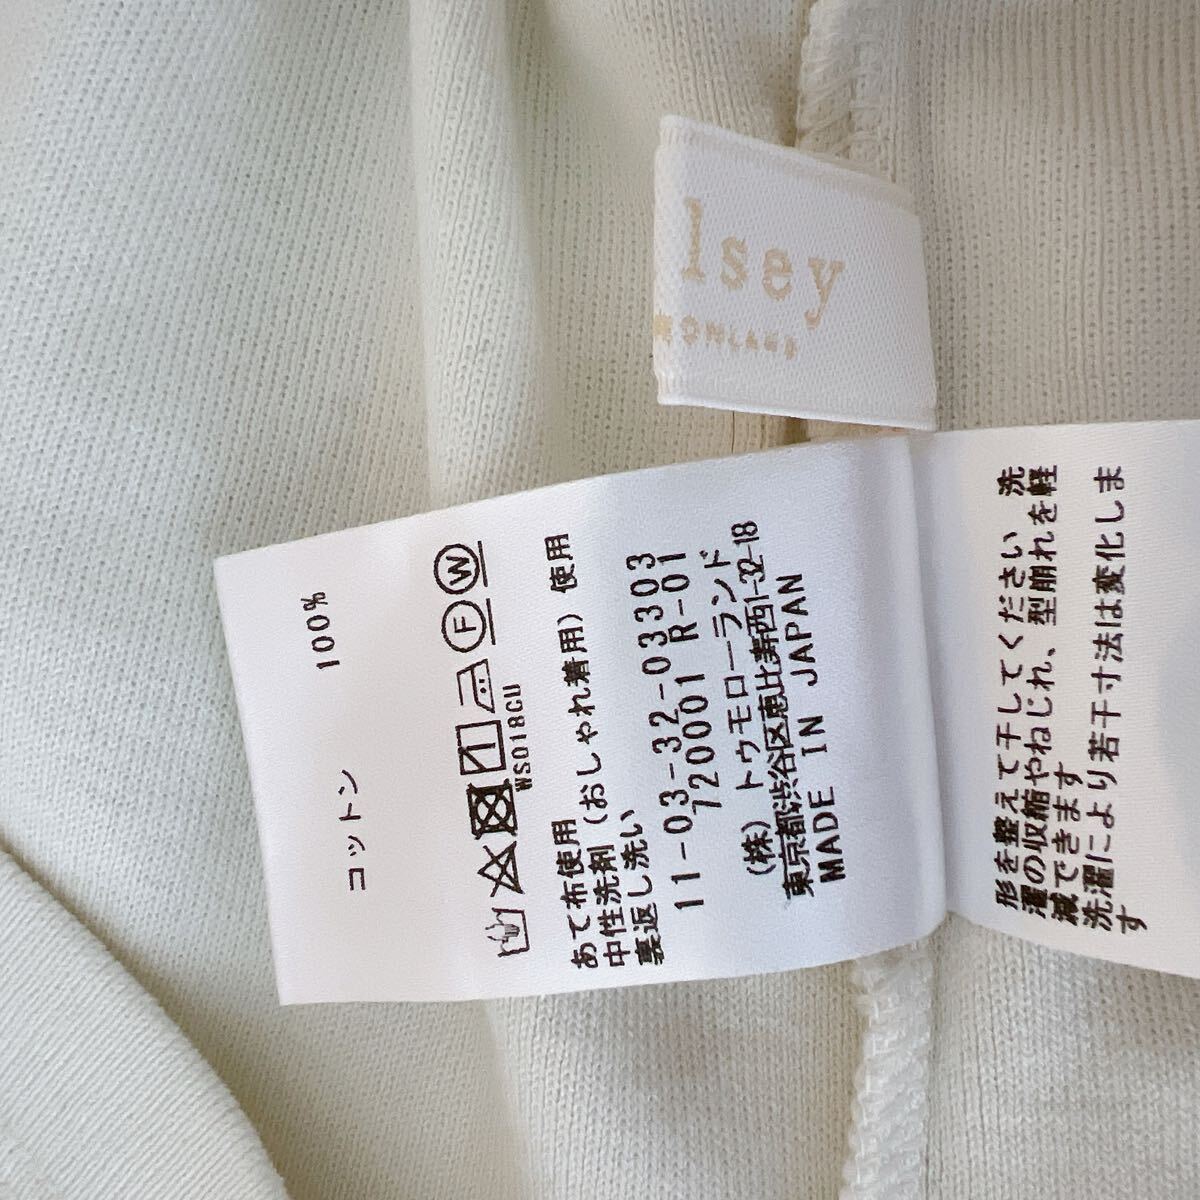 lsey
コットン 100%
F W
WS018CU
あて布使用
中性洗剤(おしゃれ着用)使用
裏返し洗い
11-03-32-03303
720001 R-01
(株)トゥモローランド
東京都渋谷区恵比寿西1-32-18
MADE IN JAPAN
形を整えて干してください 洗
濯の収縮やねじれ、型崩れを軽
減できます
洗濯により若干寸法は変化しま
す